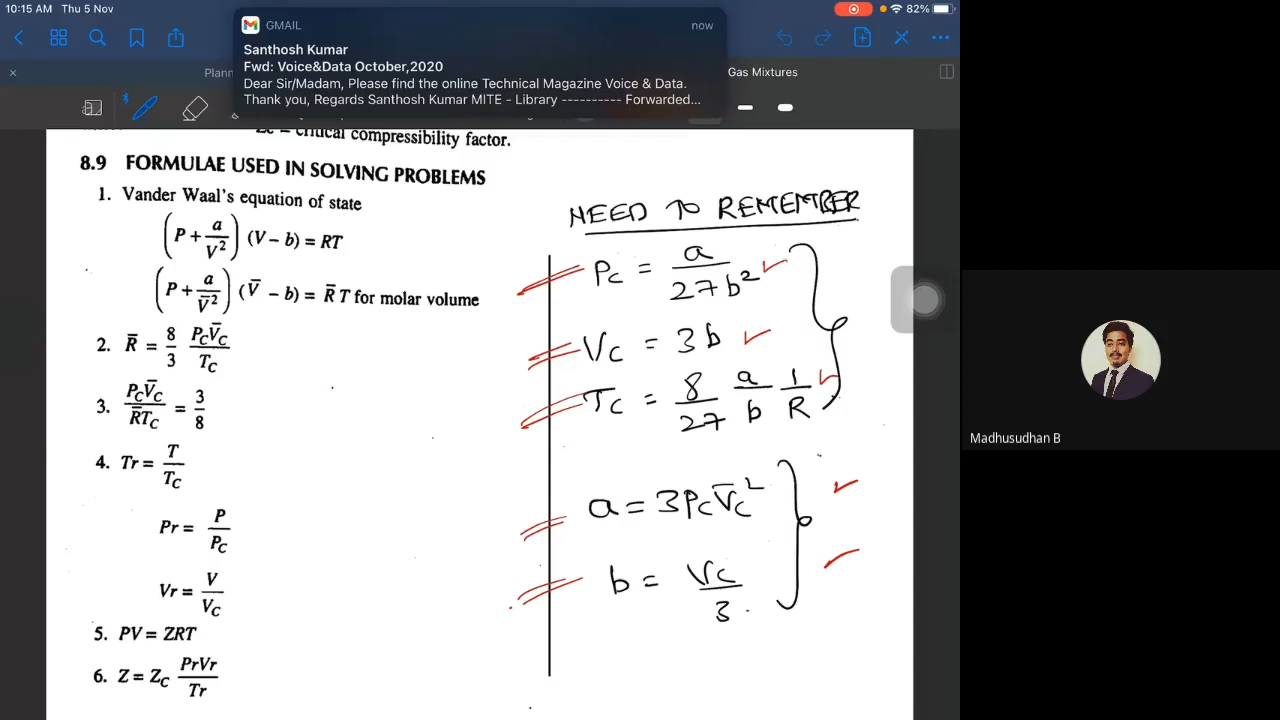 10:15 AM Thu 5 Nov
82%
GMAIL
now
Santhosh Kumar
Fwd: Voice&Data October,2020
Dear Sir/Madam, Please find the online Technical Magazine Voice & Data.
Thank you, Regards Santhosh Kumar MITE - Library ---------- Forwarded...
Plann
Gas Mixtures
= critical compressibility factor.
8.9 FORMULAE USED IN SOLVING PROBLEMS
1. Vander Waal's equation of state
(P + a/V²) (V – b) = RT
(P + a/V̄²) (V̄ – b) = R̄ T for molar volume
2. R̄ = 8/3 PcV̄c/Tc
3. PcV̄c/R̄Tc = 3/8
4. Tr = T/Tc
Pr = P/Pc
Vr = V/Vc
5. PV = ZRT
6. Z = Zc PrVr/Tr
NEED TO REMEMBER
Pc = a/27b²
Vc = 3b
Tc = 8/27 a/b 1/R
a = 3PcV̄c²
b = Vc/3
Madhusudhan B